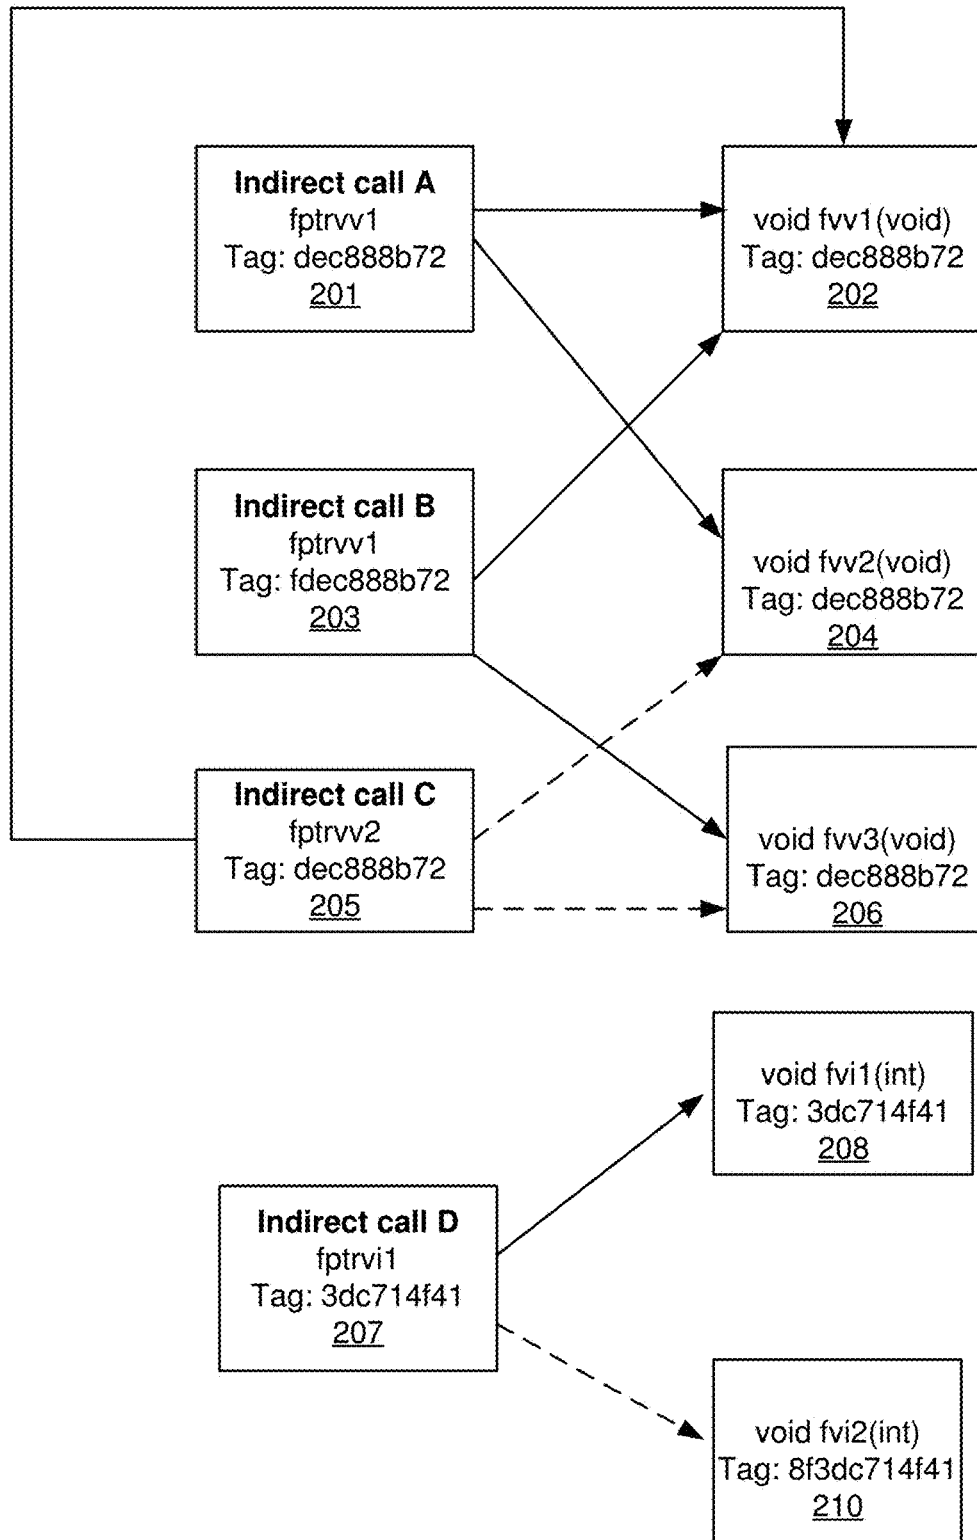 Indirect call A
fptrvv1
Tag: dec888b72
201
void fvv1(void)
Tag: dec888b72
202
Indirect call B
fptrvv1
Tag: fdec888b72
203
void fvv2(void)
Tag: dec888b72
204
Indirect call C
fptrvv2
Tag: dec888b72
205
void fvv3(void)
Tag: dec888b72
206
void fvi1(int)
Tag: 3dc714f41
208
Indirect call D
fptrvi1
Tag: 3dc714f41
207
void fvi2(int)
Tag: 8f3dc714f41
210